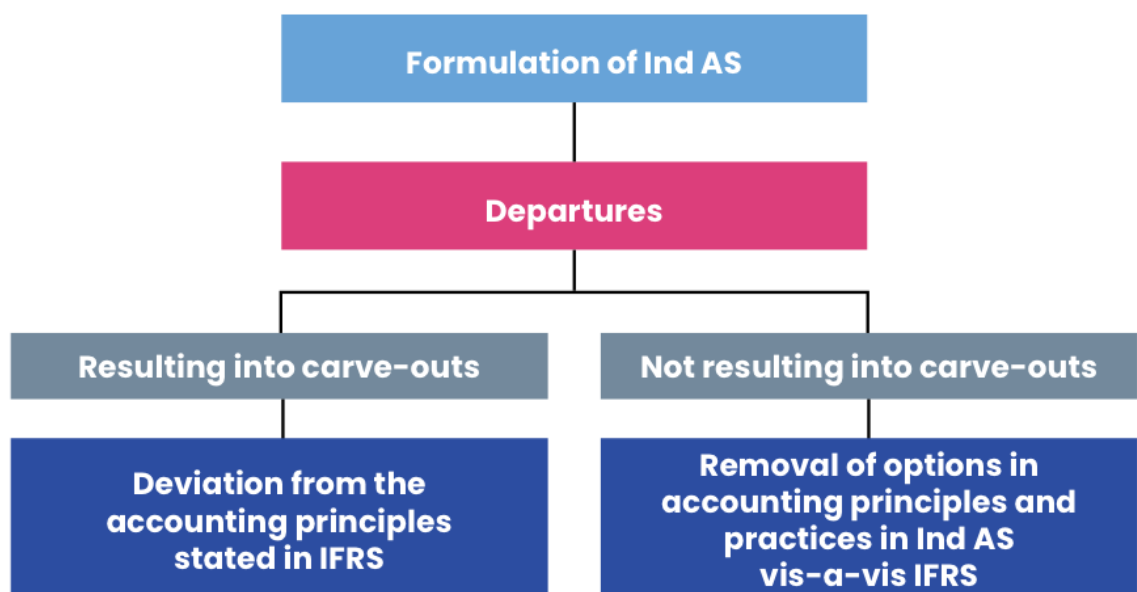 Formulation of Ind AS
Departures
Resulting into carve-outs
Not resulting into carve-outs
Deviation from the
accounting principles
stated in IFRS
Removal of options in
accounting principles and
practices in Ind AS
vis-a-vis IFRS